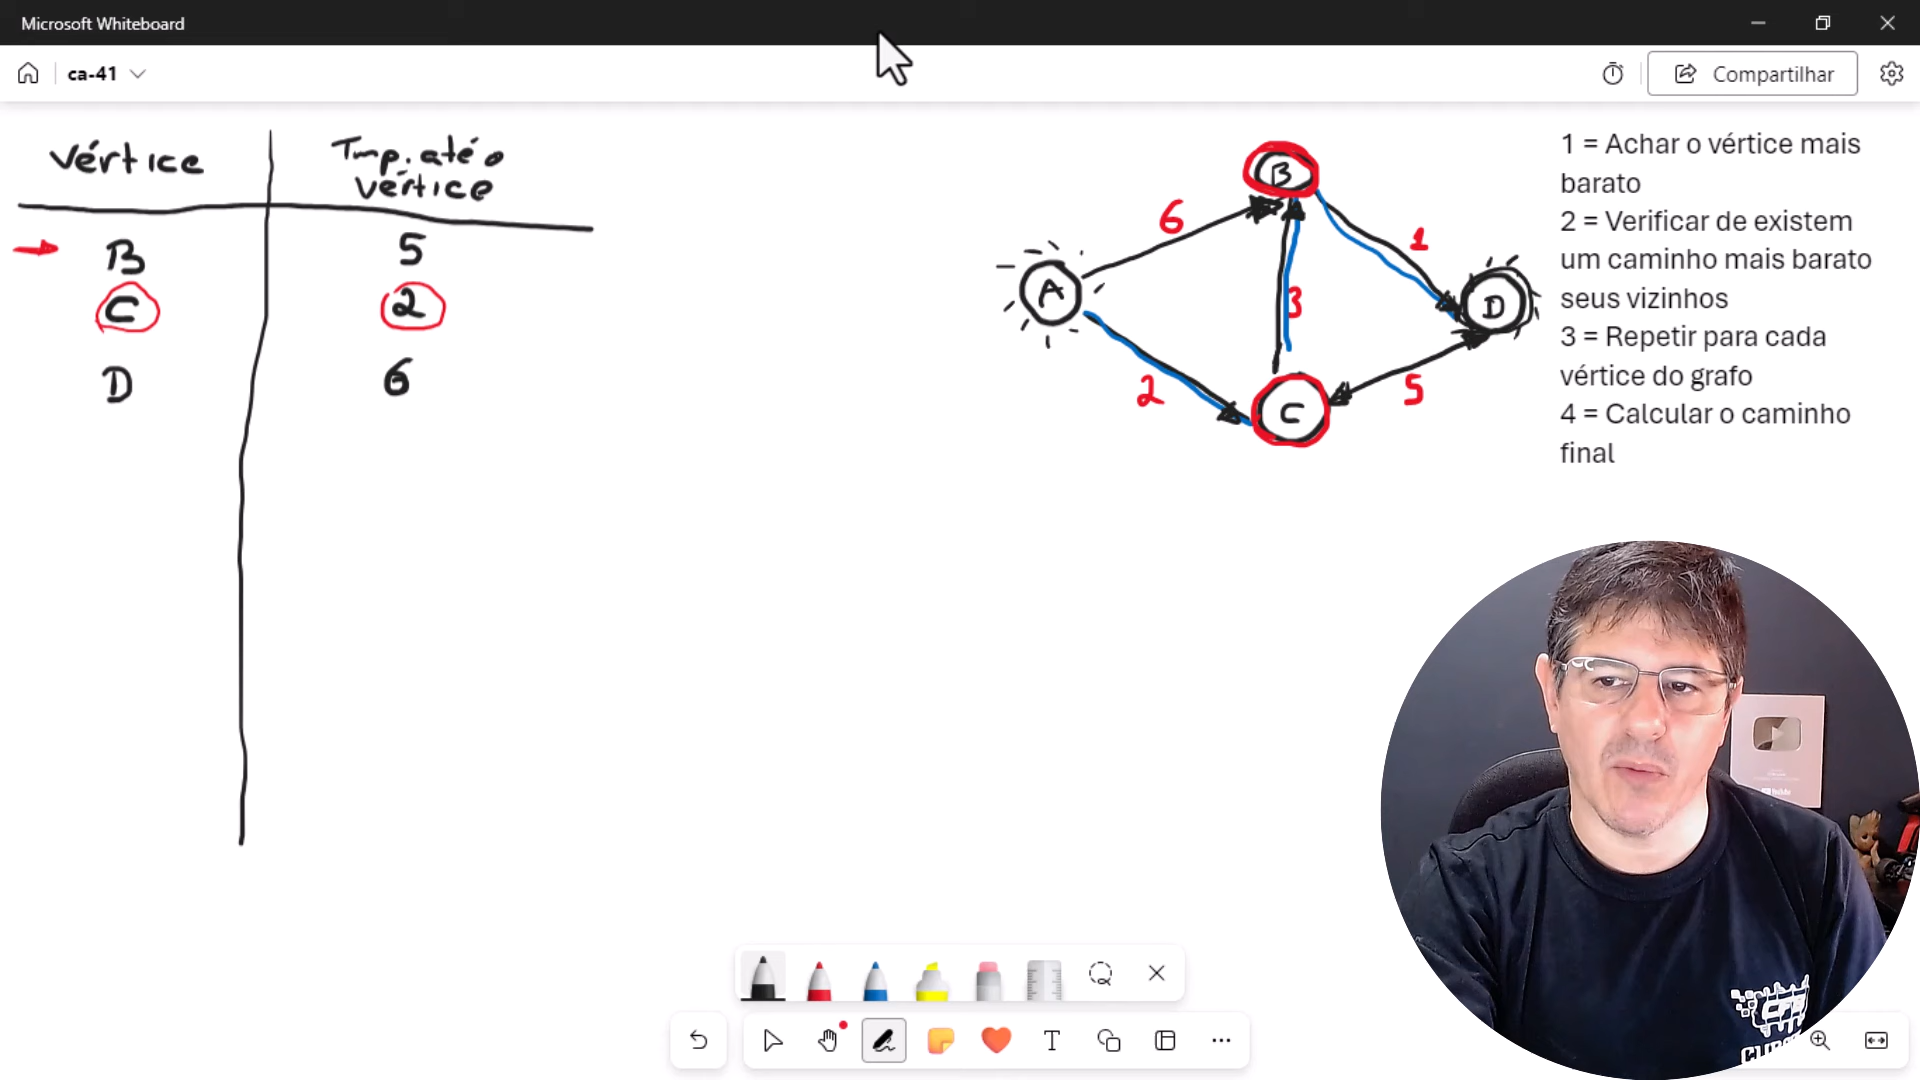 Microsoft Whiteboard
ca-41
Compartilhar
Vértice
Tmp. até o
vértice
B 5
C 2
D 6
A
B
C
D
6
1
3
2
5
1 = Achar o vértice mais
barato
2 = Verificar de existem
um caminho mais barato
seus vizinhos
3 = Repetir para cada
vértice do grafo
4 = Calcular o caminho
final
CFB
T